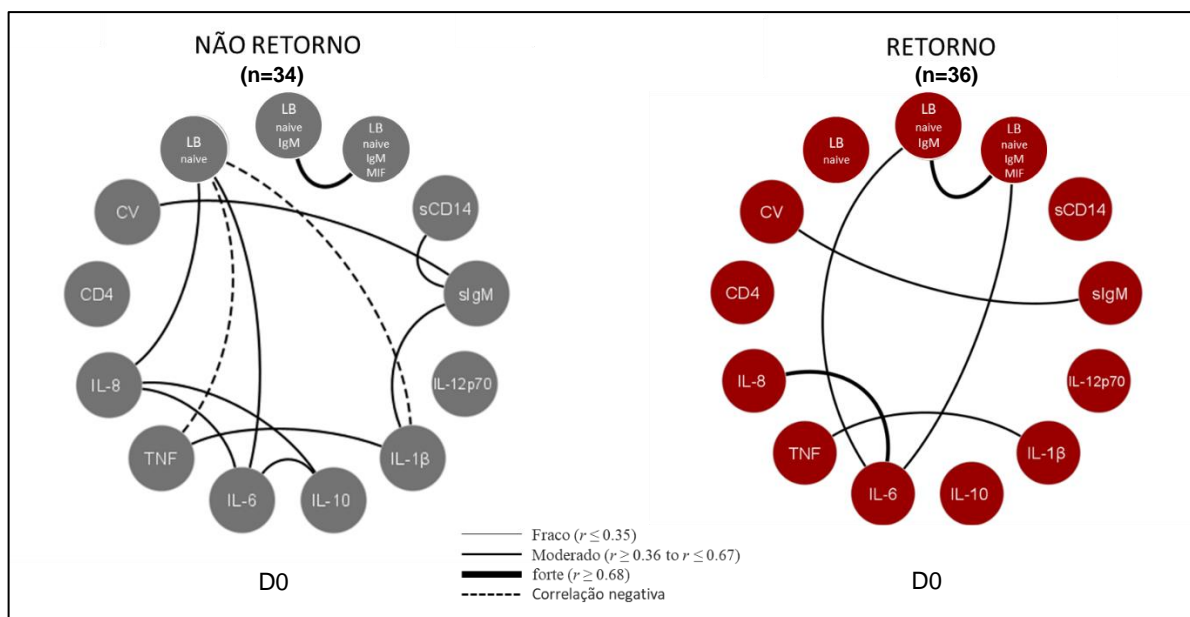 NÃO RETORNO
(n=34)
LB
naive
LB
naive
IgM
LB
naive
IgM
MIF
CV
sCD14
CD4
sIgM
IL-8
IL-12p70
TNF
IL-1β
IL-6
IL-10
D0
RETORNO
(n=36)
LB
naive
LB
naive
IgM
LB
naive
IgM
MIF
CV
sCD14
CD4
sIgM
IL-8
IL-12p70
TNF
IL-1β
IL-6
IL-10
D0
Fraco (r ≤ 0.35)
Moderado (r ≥ 0.36 to r ≤ 0.67)
forte (r ≥ 0.68)
Correlação negativa